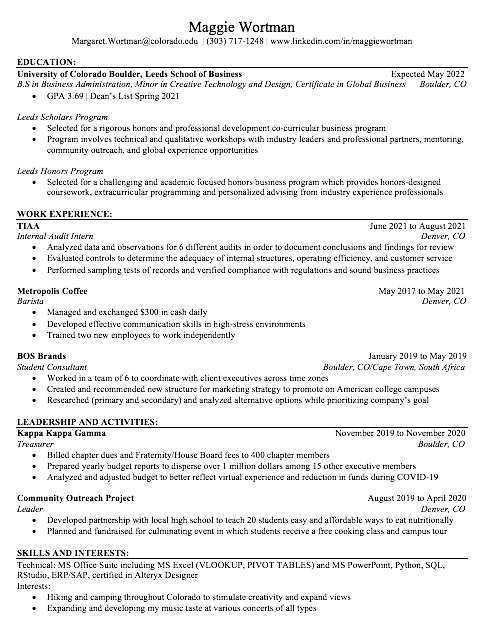 Maggie Wortman
Margaret.Wortman@colorado.edu | (303) 717-1248 | www.linkedin.com/in/maggiewortman
EDUCATION:
University of Colorado Boulder, Leeds School of Business Expected May 2022
B.S in Business Administration, Minor in Creative Technology and Design, Certificate in Global Business Boulder, CO
• GPA 3.69 | Dean's List Spring 2021
Leeds Scholars Program
• Selected for a rigorous honors and professional development co-curricular business program
• Program involves technical and qualitative workshops with industry leaders and professional partners, mentoring,
community outreach, and global experience opportunities
Leeds Honors Program
• Selected for a challenging and academic focused honors business program which provides honors-designed
coursework, extracurricular programming and personalized advising from industry experience professionals
WORK EXPERIENCE:
TIAA June 2021 to August 2021
Internal Audit Intern Denver, CO
• Analyzed data and observations for 6 different audits in order to document conclusions and findings for review
• Evaluated controls to determine the adequacy of internal structures, operating efficiency, and customer service
• Performed sampling tests of records and verified compliance with regulations and sound business practices
Metropolis Coffee May 2017 to May 2021
Barista Denver, CO
• Managed and exchanged $300 in cash daily
• Developed effective communication skills in high-stress environments
• Trained two new employees to work independently
BOS Brands January 2019 to May 2019
Student Consultant Boulder, CO/Cape Town, South Africa
• Worked in a team of 6 to coordinate with client executives across time zones
• Created and recommended new structure for marketing strategy to promote on American college campuses
• Researched (primary and secondary) and analyzed alternative options while prioritizing company's goal
LEADERSHIP AND ACTIVITIES:
Kappa Kappa Gamma November 2019 to November 2020
Treasurer Boulder, CO
• Billed chapter dues and Fraternity/House Board fees to 400 chapter members
• Prepared yearly budget reports to disperse over 1 million dollars among 15 other executive members
• Analyzed and adjusted budget to better reflect virtual experience and reduction in funds during COVID-19
Community Outreach Project August 2019 to April 2020
Leader Denver, CO
• Developed partnership with local high school to teach 20 students easy and affordable ways to eat nutritionally
• Planned and fundraised for culminating event in which students receive a free cooking class and campus tour
SKILLS AND INTERESTS:
Technical: MS Office Suite including MS Excel (VLOOKUP, PIVOT TABLES) and MS PowerPoint, Python, SQL,
RStudio, ERP/SAP, certified in Alteryx Designer
Interests:
• Hiking and camping throughout Colorado to stimulate creativity and expand views
• Expanding and developing my music taste at various concerts of all types